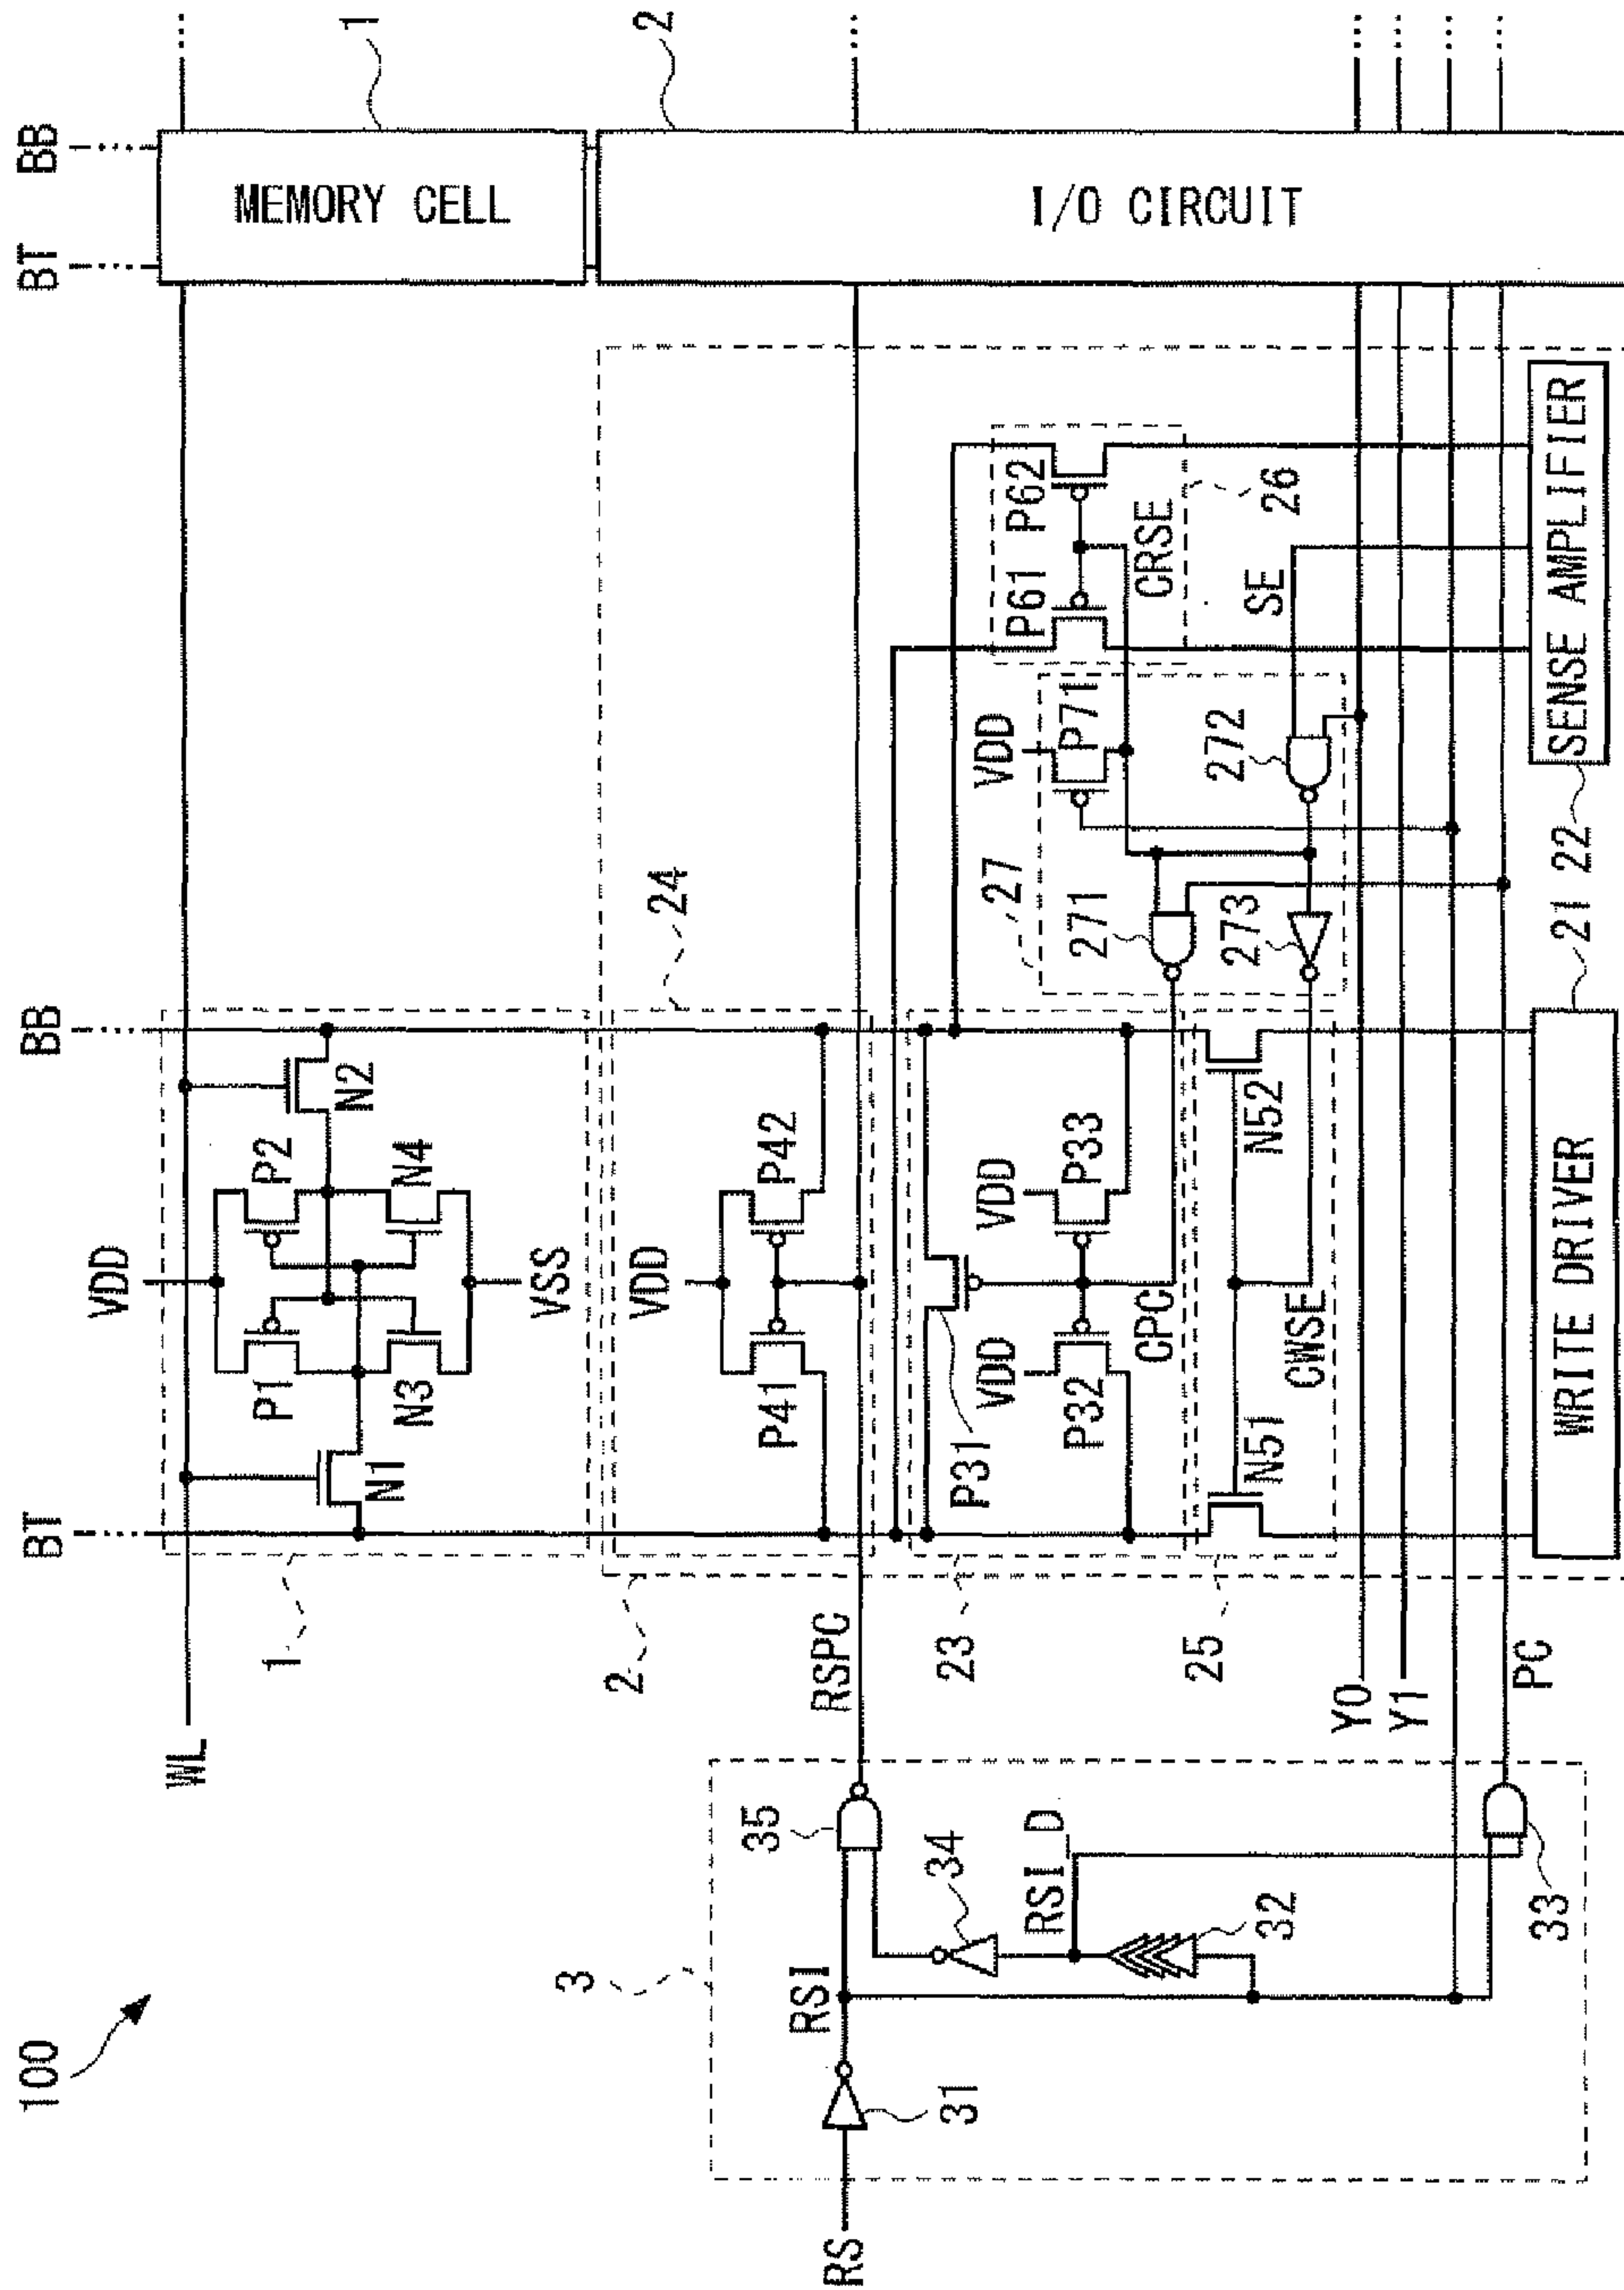 100
BT
BB
BT
BB
WL
VDD
P1
P2
N1
N2
N3
N4
VSS
1
MEMORY CELL
1
2
24
VDD
P41
P42
RSPC
I/O CIRCUIT
2
3
RS
31
RSI
35
34
RSI_D
32
33
23
P31
VDD
VDD
P32
P33
CPC
27
VDD
P71
271
272
273
P61
P62
CRSE
26
SE
25
N51
N52
CWSE
Y0
Y1
PC
WRITE DRIVER
21
22
SENSE AMPLIFIER